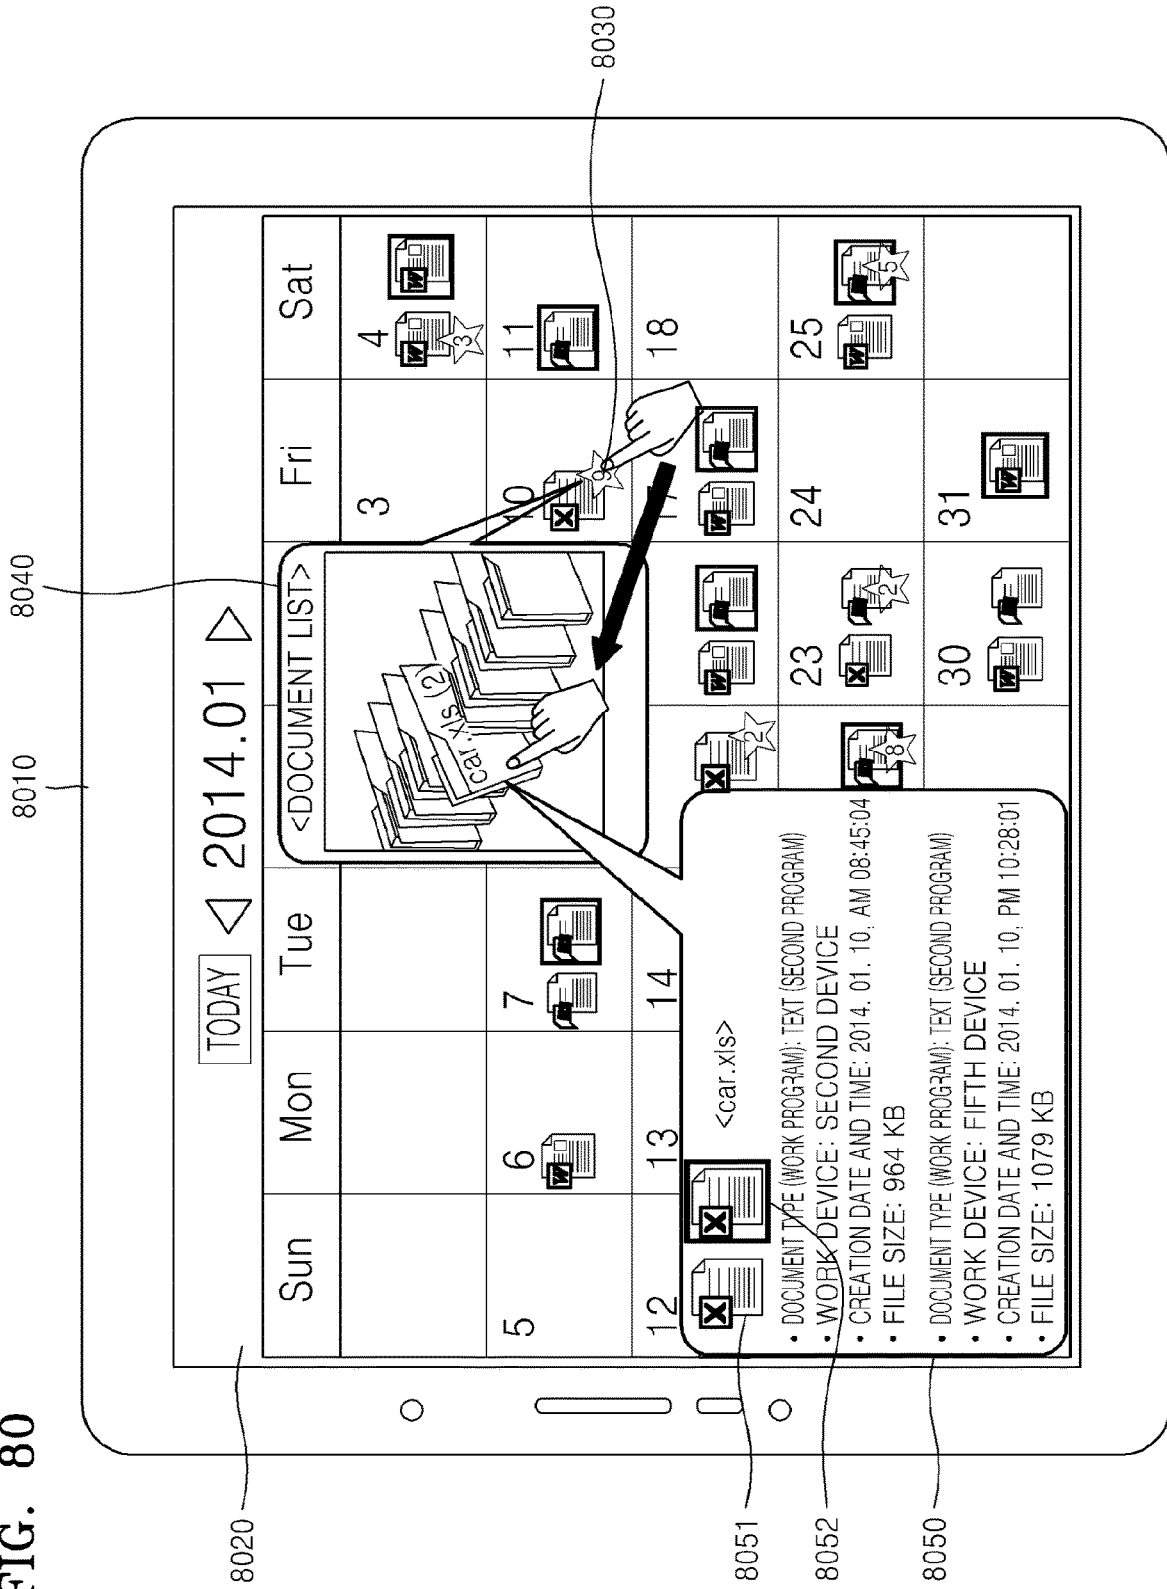 FIG. 80
8010
8040
8020
TODAY
◁ 2014.01 ▷
Sun Mon Tue Fri Sat
3 4
<DOCUMENT LIST>
car.xls (2)
3
5 6 7 11
9
8030
12 13 14 18
2
<car.xls>
• DOCUMENT TYPE (WORK PROGRAM): TEXT (SECOND PROGRAM)
• WORK DEVICE: SECOND DEVICE
• CREATION DATE AND TIME: 2014. 01. 10, AM 08:45:04
• FILE SIZE: 964 KB
• DOCUMENT TYPE (WORK PROGRAM): TEXT (SECOND PROGRAM)
• WORK DEVICE: FIFTH DEVICE
• CREATION DATE AND TIME: 2014. 01. 10, PM 10:28:01
• FILE SIZE: 1079 KB
23 24 25
8 2 5
30 31
8051
8052
8050